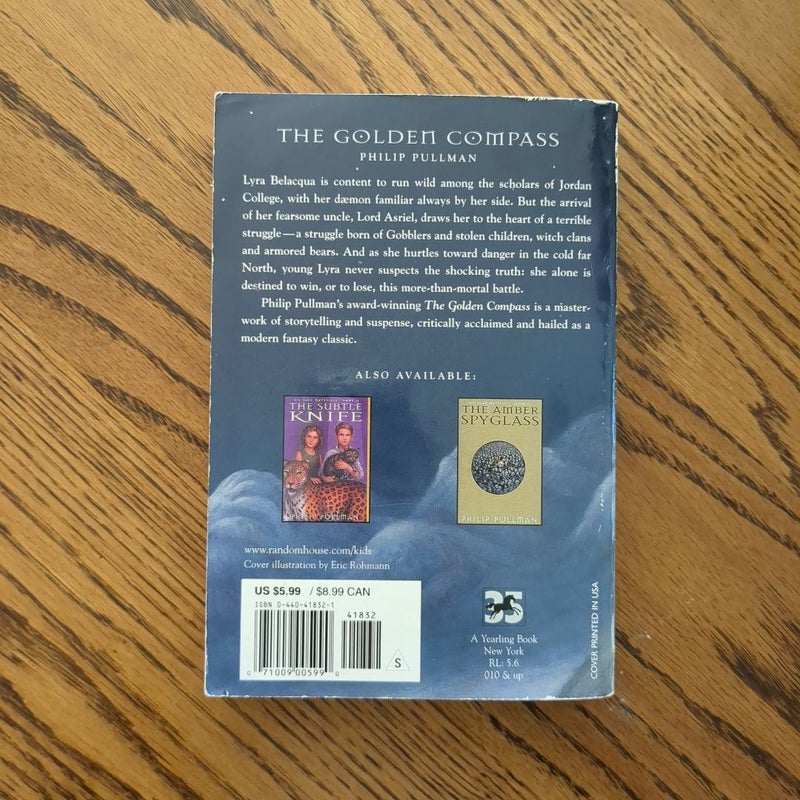 THE GOLDEN COMPASS
PHILIP PULLMAN
Lyra Belacqua is content to run wild among the scholars of Jordan
College, with her dæmon familiar always by her side. But the arrival
of her fearsome uncle, Lord Asriel, draws her to the heart of a terrible
struggle—a struggle born of Gobblers and stolen children, witch clans
and armored bears. And as she hurtles toward danger in the cold far
North, young Lyra never suspects the shocking truth: she alone is
destined to win, or to lose, this more-than-mortal battle.
Philip Pullman's award-winning The Golden Compass is a master-
work of storytelling and suspense, critically acclaimed and hailed as a
modern fantasy classic.
ALSO AVAILABLE:
THE SUBTLE
KNIFE
PHILIP PULLMAN
THE AMBER
SPYGLASS
PHILIP PULLMAN
www.randomhouse.com/kids
Cover illustration by Eric Rohmann
US $5.99 / $8.99 CAN
ISBN 0-440-41832-1
41832
0 71009 00599 0
S
35
A Yearling Book
New York
RL: 5.6
010 & up
COVER PRINTED IN USA